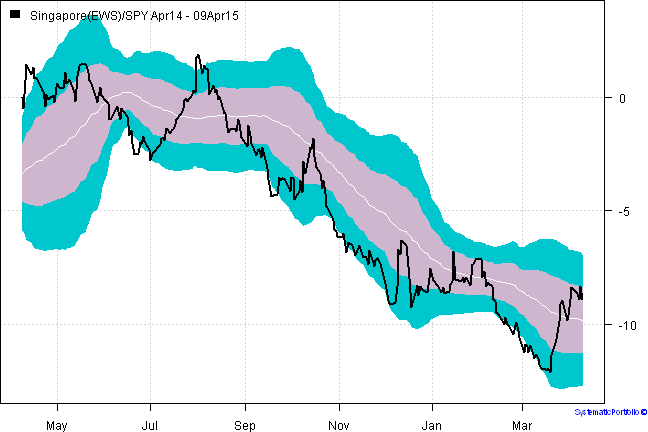 Singapore(EWS)/SPY Apr14 - 09Apr15
0
-5
-10
May Jul Sep Nov Jan Mar
SystematicPortfolio ©